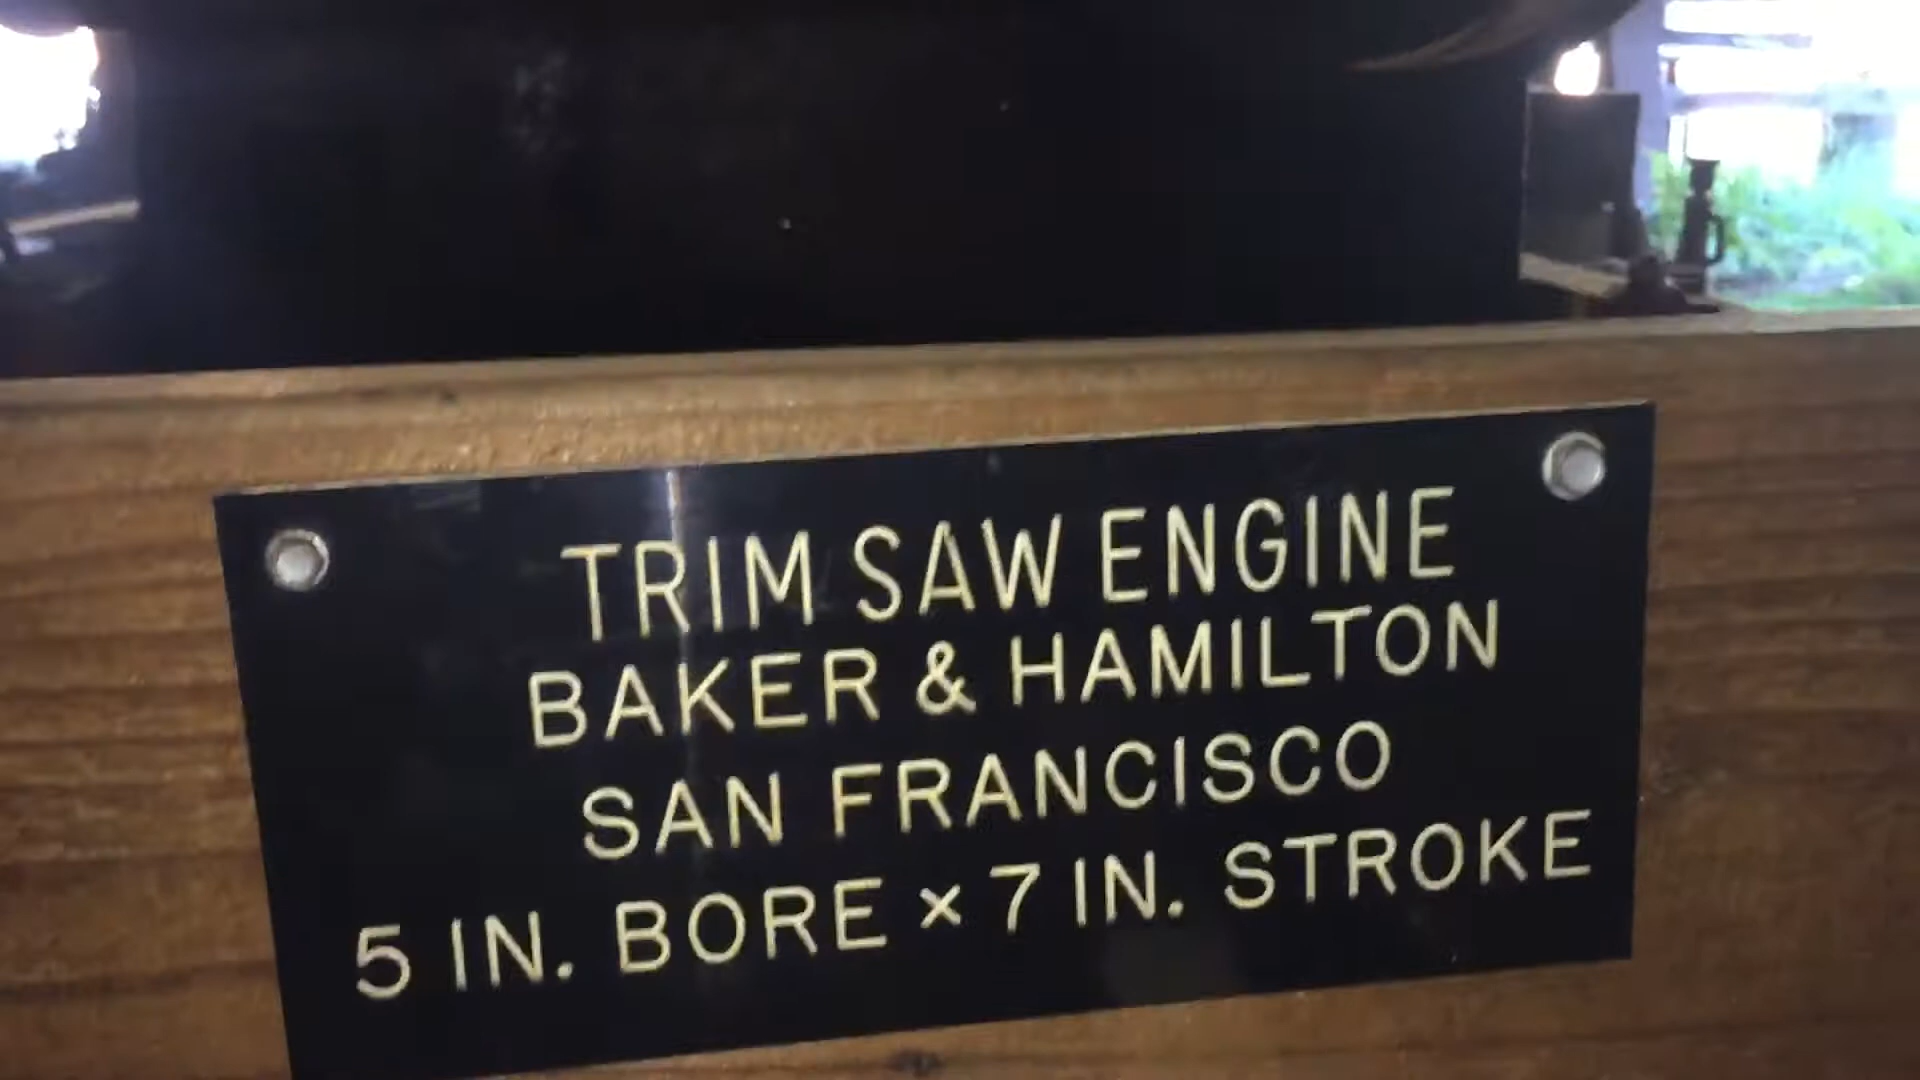 TRIM SAW ENGINE
BAKER & HAMILTON
SAN FRANCISCO
5 IN. BORE × 7 IN. STROKE